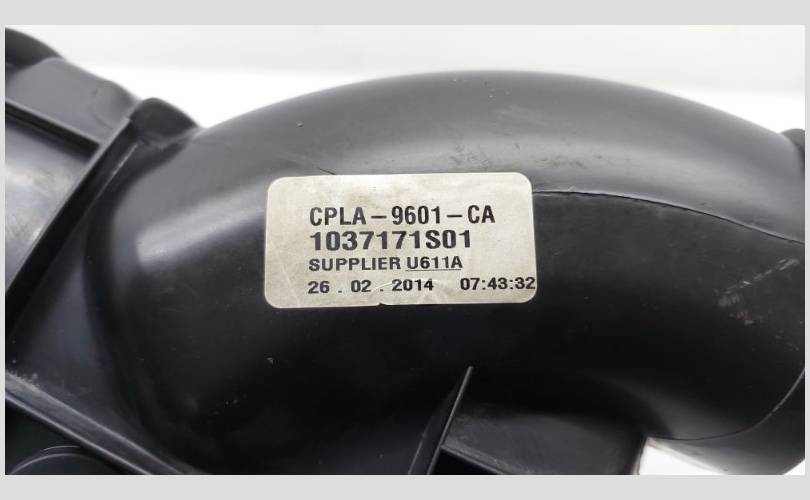 CPLA-9601-CA
1037171S01
SUPPLIER U611A
26 . 02 . 2014 07:43:32